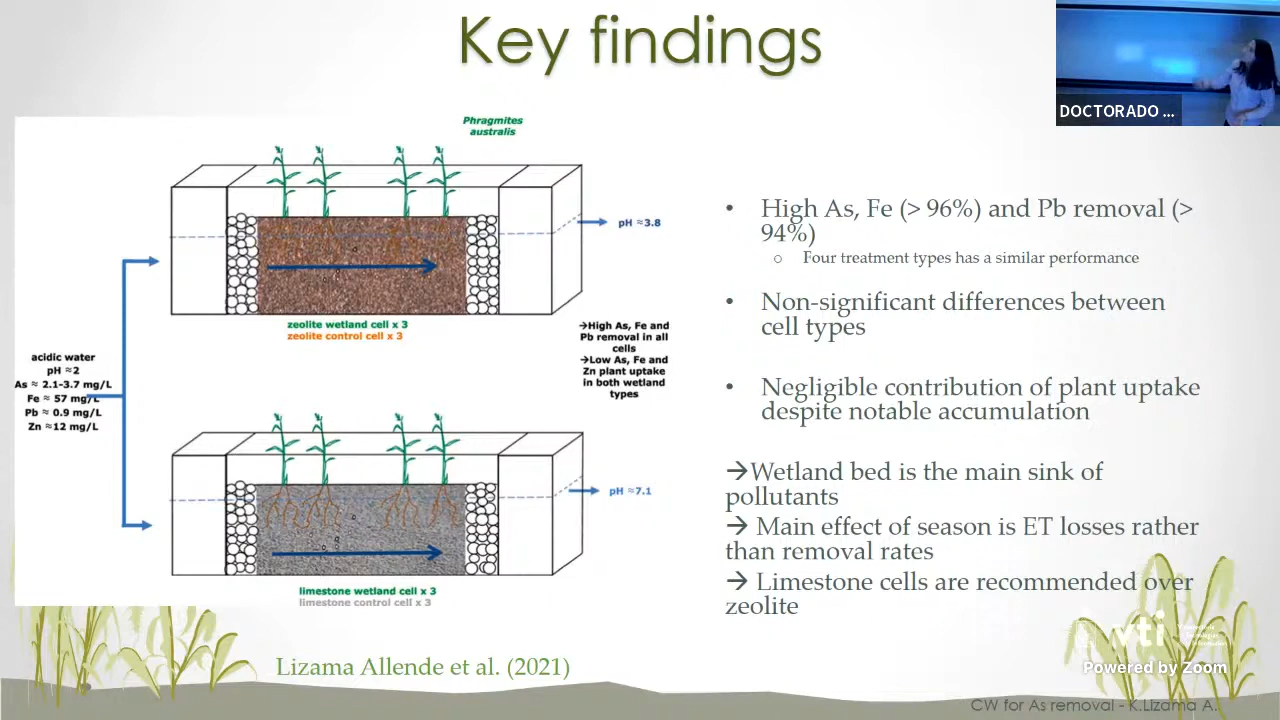 Key findings
DOCTORADO ...
Phragmites
australis
pH ≈3.8
zeolite wetland cell x 3
zeolite control cell x 3
→High As, Fe and
Pb removal in all
cells
→Low As, Fe and
Zn plant uptake
in both wetland
types
acidic water
pH ≈2
As ≈ 2.1-3.7 mg/L
Fe ≈ 57 mg/L
Pb ≈ 0.9 mg/L
Zn ≈12 mg/L
pH ≈7.1
limestone wetland cell x 3
limestone control cell x 3
• High As, Fe (> 96%) and Pb removal (>
94%)
o Four treatment types has a similar performance
• Non-significant differences between
cell types
• Negligible contribution of plant uptake
despite notable accumulation
→Wetland bed is the main sink of
pollutants
→ Main effect of season is ET losses rather
than removal rates
→ Limestone cells are recommended over
zeolite
Lizama Allende et al. (2021)
vti
Powered by Zoom
CW for As removal - K.Lizama A.